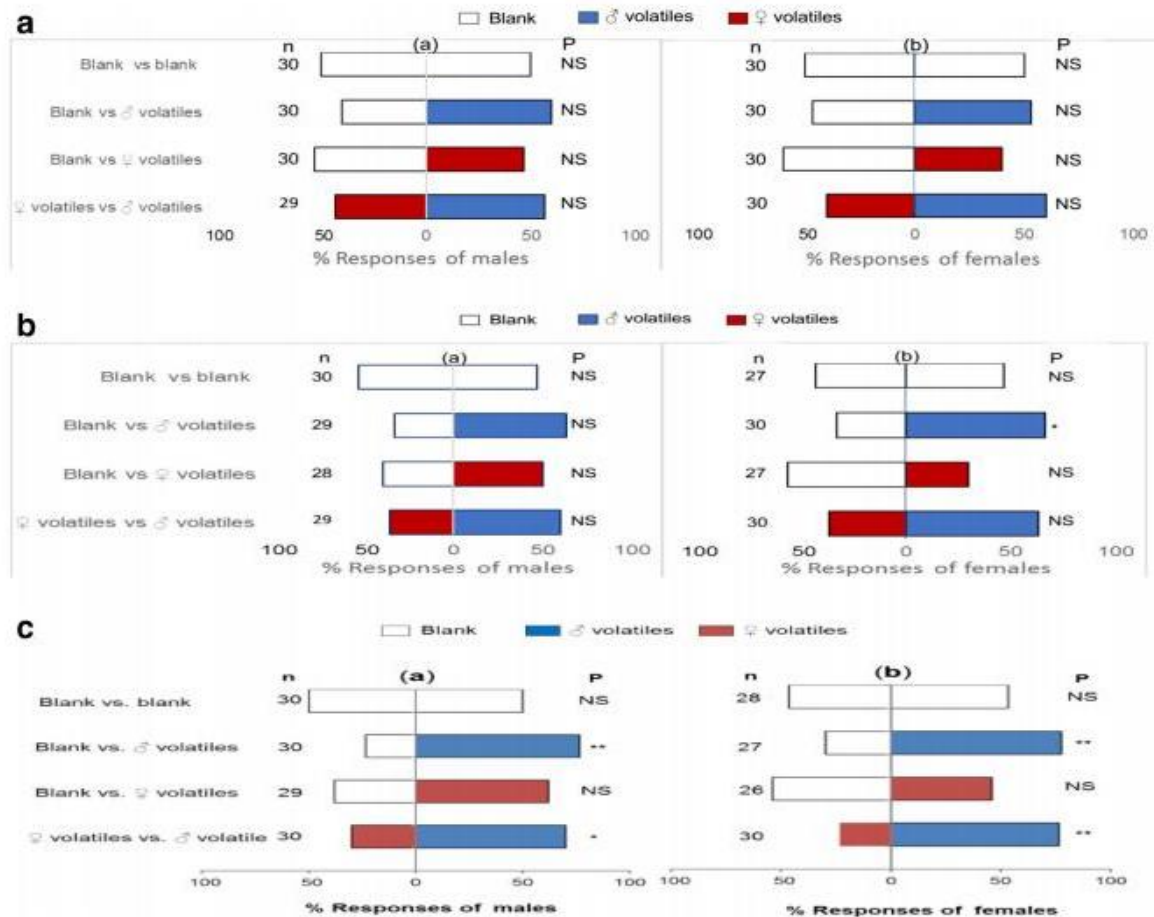 a
Blank ♂ volatiles ♀ volatiles
n (a) P (b) P
Blank vs blank 30 NS 30 NS
Blank vs ♂ volatiles 30 NS 30 NS
Blank vs ♀ volatiles 30 NS 30 NS
♀ volatiles vs ♂ volatiles 29 NS 30 NS
100 50 0 50 100 100 50 0 50 100
% Responses of males % Responses of females
b
Blank ♂ volatiles ♀ volatiles
n (a) P n (b) P
Blank vs blank 30 NS 27 NS
Blank vs ♂ volatiles 29 NS 30 *
Blank vs ♀ volatiles 28 NS 27 NS
♀ volatiles vs ♂ volatiles 29 NS 30 NS
100 50 0 50 100 100 50 0 50 100
% Responses of males % Responses of females
c
Blank ♂ volatiles ♀ volatiles
n (a) P n (b) P
Blank vs. blank 30 NS 28 NS
Blank vs. ♂ volatiles 30 ** 27 **
Blank vs. ♀ volatiles 29 NS 26 NS
♀ volatiles vs. ♂ volatile 30 * 30 **
100 50 0 50 100 100 50 0 50 100
% Responses of males % Responses of females